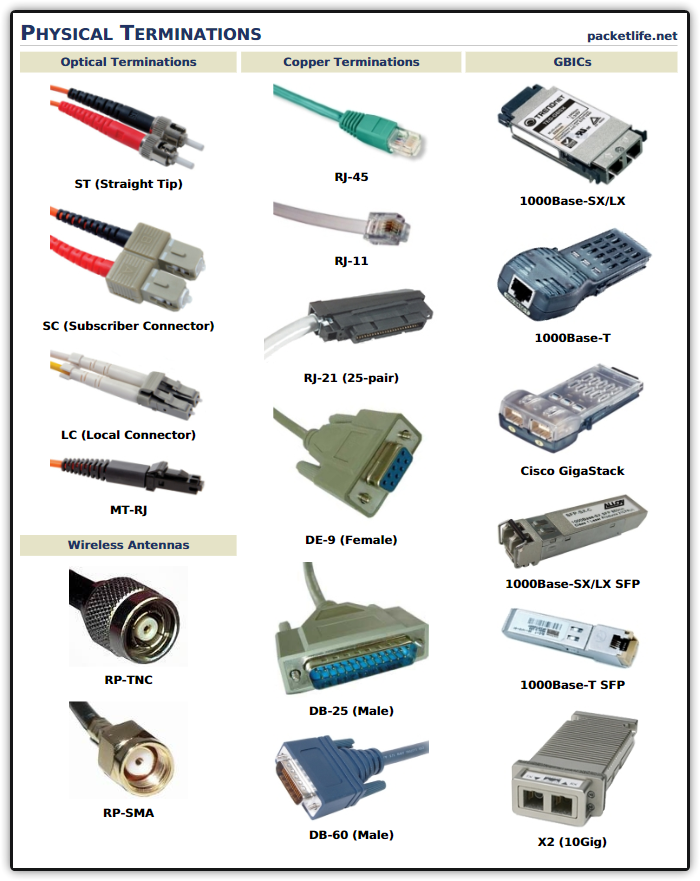 PHYSICAL TERMINATIONS
packetlife.net
Optical Terminations
ST (Straight Tip)
SC (Subscriber Connector)
LC (Local Connector)
MT-RJ
Wireless Antennas
RP-TNC
RP-SMA
Copper Terminations
RJ-45
RJ-11
RJ-21 (25-pair)
DE-9 (Female)
DB-25 (Male)
DB-60 (Male)
GBICs
TRENDNET
1000Base-SX/LX
1000Base-T
Cisco GigaStack
ALLOY
1000Base-SX/LX SFP
1000Base-T SFP
X2 (10Gig)